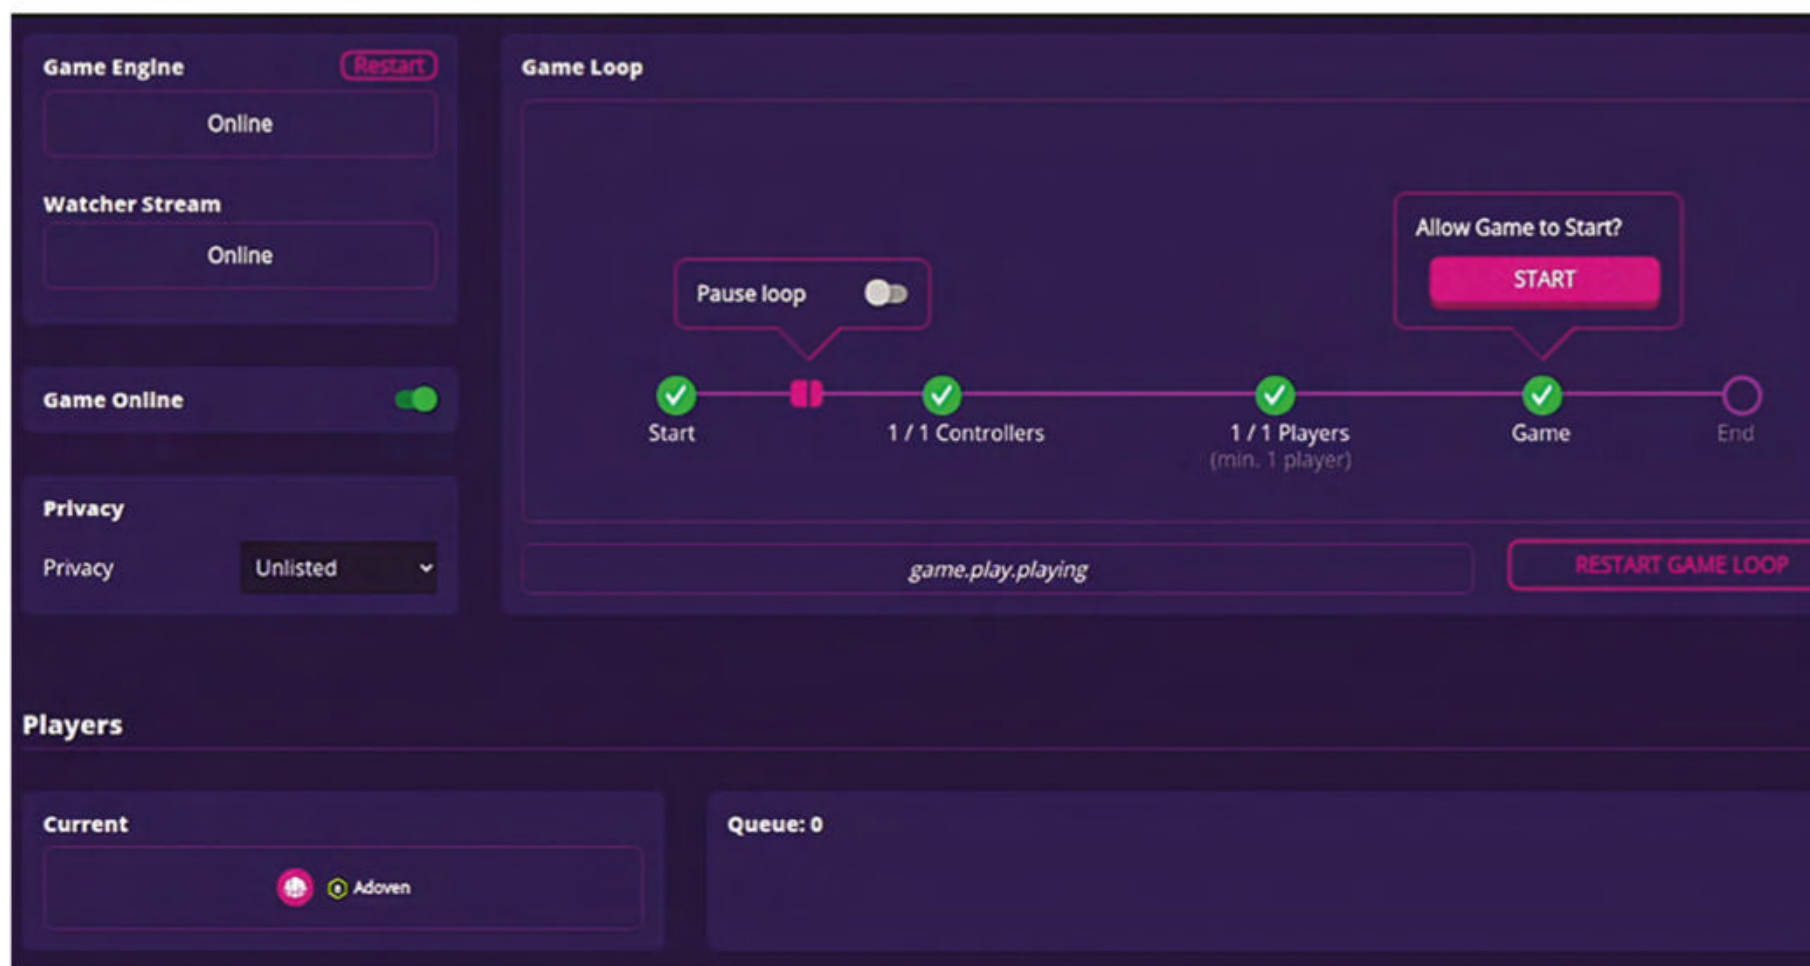 Game Engine
Restart
Online
Watcher Stream
Online
Game Online
Privacy
Privacy
Unlisted
Game Loop
Pause loop
Allow Game to Start?
START
Start
1 / 1 Controllers
1 / 1 Players
(min. 1 player)
Game
End
game.play.playing
RESTART GAME LOOP
Players
Current
Adoven
Queue: 0